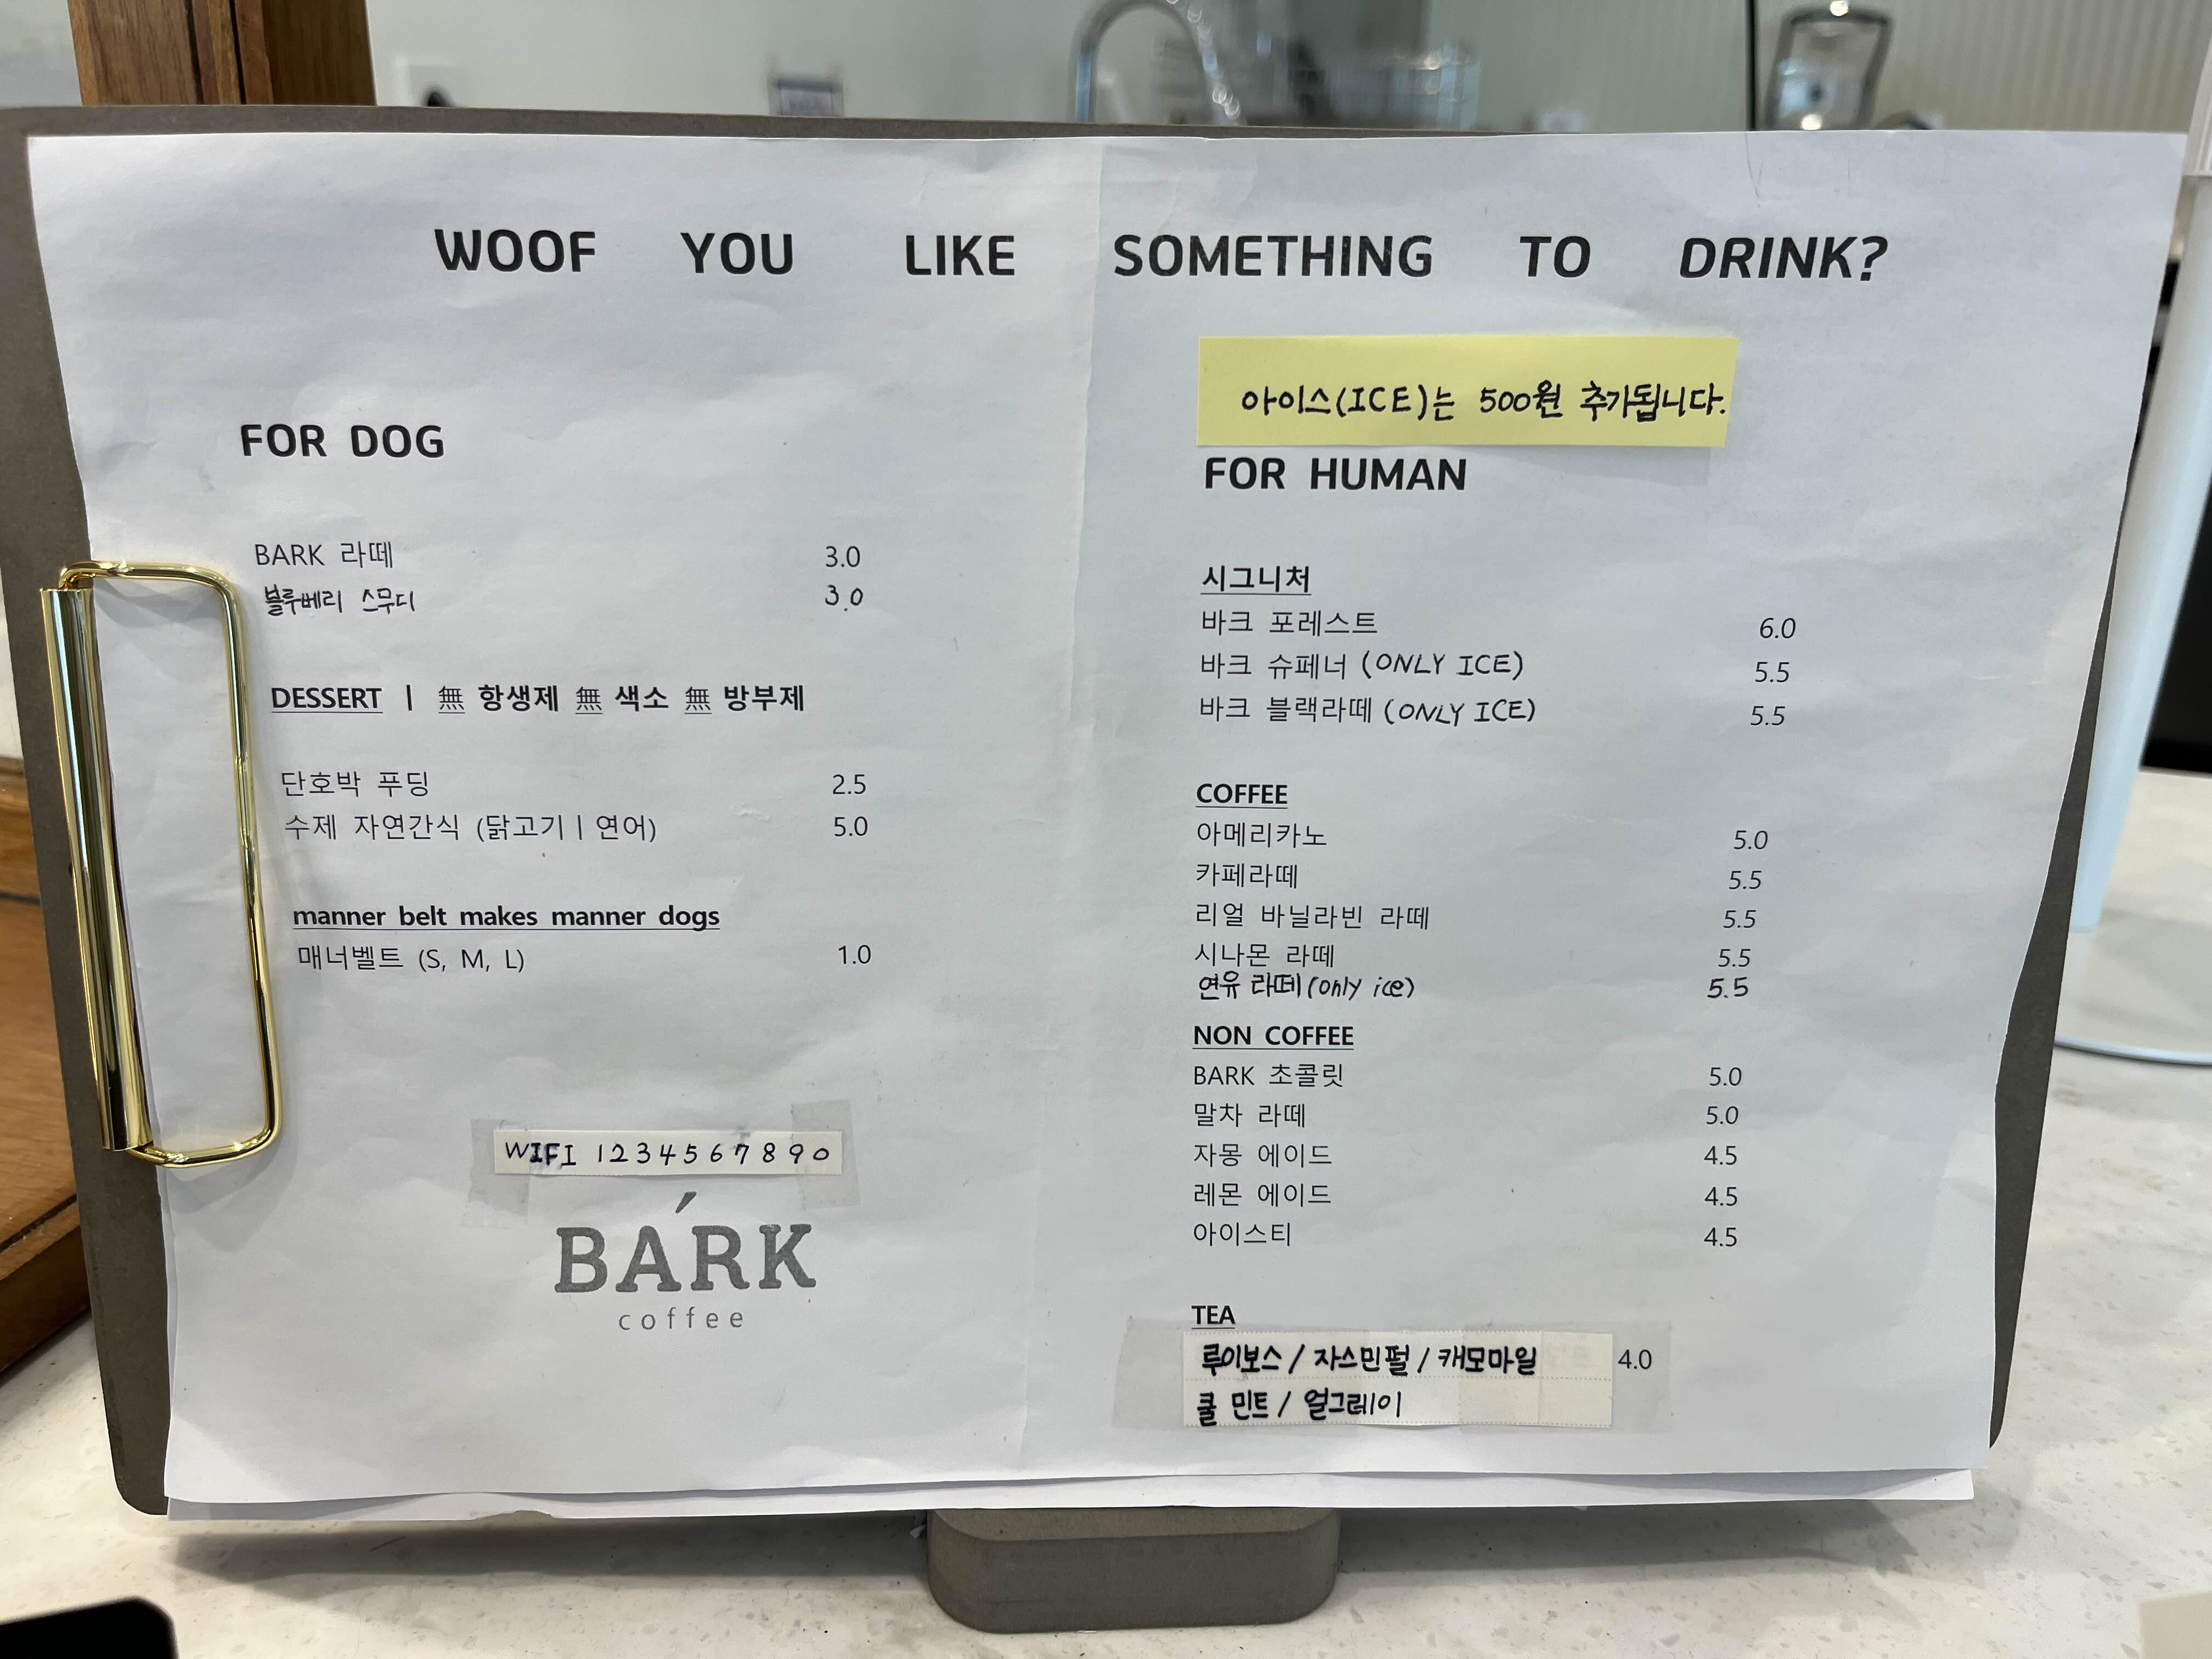 WOOF YOU LIKE SOMETHING TO DRINK?
FOR DOG
BARK 라떼 3.0
블루베리 스무디 3.0
DESSERT | 無 항생제 無 색소 無 방부제
단호박 푸딩 2.5
수제 자연간식 (닭고기 | 연어) 5.0
manner belt makes manner dogs
매너벨트 (S, M, L) 1.0
WIFI 1234567890
BARK
coffee
아이스(ICE)는 500원 추가됩니다.
FOR HUMAN
시그니처
바크 포레스트 6.0
바크 슈페너 (ONLY ICE) 5.5
바크 블랙라떼 (ONLY ICE) 5.5
COFFEE
아메리카노 5.0
카페라떼 5.5
리얼 바닐라빈 라떼 5.5
시나몬 라떼 5.5
연유 라떼 (only ice) 5.5
NON COFFEE
BARK 초콜릿 5.0
말차 라떼 5.0
자몽 에이드 4.5
레몬 에이드 4.5
아이스티 4.5
TEA
루이보스 / 자스민펄 / 캐모마일 4.0
쿨 민트 / 얼그레이